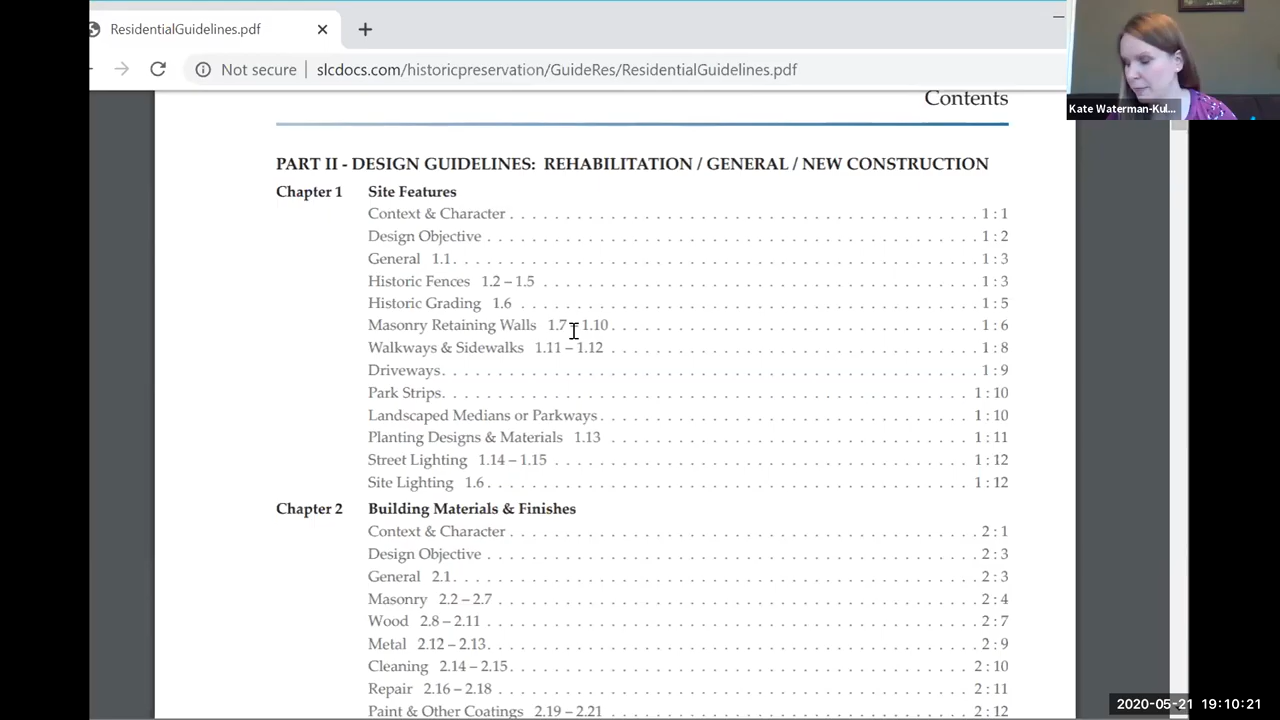 ResidentialGuidelines.pdf
Not secure slcdocs.com/historicpreservation/GuideRes/ResidentialGuidelines.pdf
Kate Waterman-Kul...
Contents
PART II - DESIGN GUIDELINES: REHABILITATION / GENERAL / NEW CONSTRUCTION
Chapter 1 Site Features
Context & Character . . . . . . . . . . 1 : 1
Design Objective . . . . . . . . . . 1 : 2
General 1.1 . . . . . . . . . . 1 : 3
Historic Fences 1.2 – 1.5 . . . . . . . . . . 1 : 3
Historic Grading 1.6 . . . . . . . . . . 1 : 5
Masonry Retaining Walls 1.7 – 1.10 . . . . . . . . . . 1 : 6
Walkways & Sidewalks 1.11 – 1.12 . . . . . . . . . . 1 : 8
Driveways . . . . . . . . . . 1 : 9
Park Strips . . . . . . . . . . 1 : 10
Landscaped Medians or Parkways . . . . . . . . . . 1 : 10
Planting Designs & Materials 1.13 . . . . . . . . . . 1 : 11
Street Lighting 1.14 – 1.15 . . . . . . . . . . 1 : 12
Site Lighting 1.6 . . . . . . . . . . 1 : 12
Chapter 2 Building Materials & Finishes
Context & Character . . . . . . . . . . 2 : 1
Design Objective . . . . . . . . . . 2 : 3
General 2.1 . . . . . . . . . . 2 : 3
Masonry 2.2 – 2.7 . . . . . . . . . . 2 : 4
Wood 2.8 – 2.11 . . . . . . . . . . 2 : 7
Metal 2.12 – 2.13 . . . . . . . . . . 2 : 9
Cleaning 2.14 – 2.15 . . . . . . . . . . 2 : 10
Repair 2.16 – 2.18 . . . . . . . . . . 2 : 11
Paint & Other Coatings 2.19 – 2.21 . . . . . . . . . . 2 : 12
2020-05-21 19:10:21